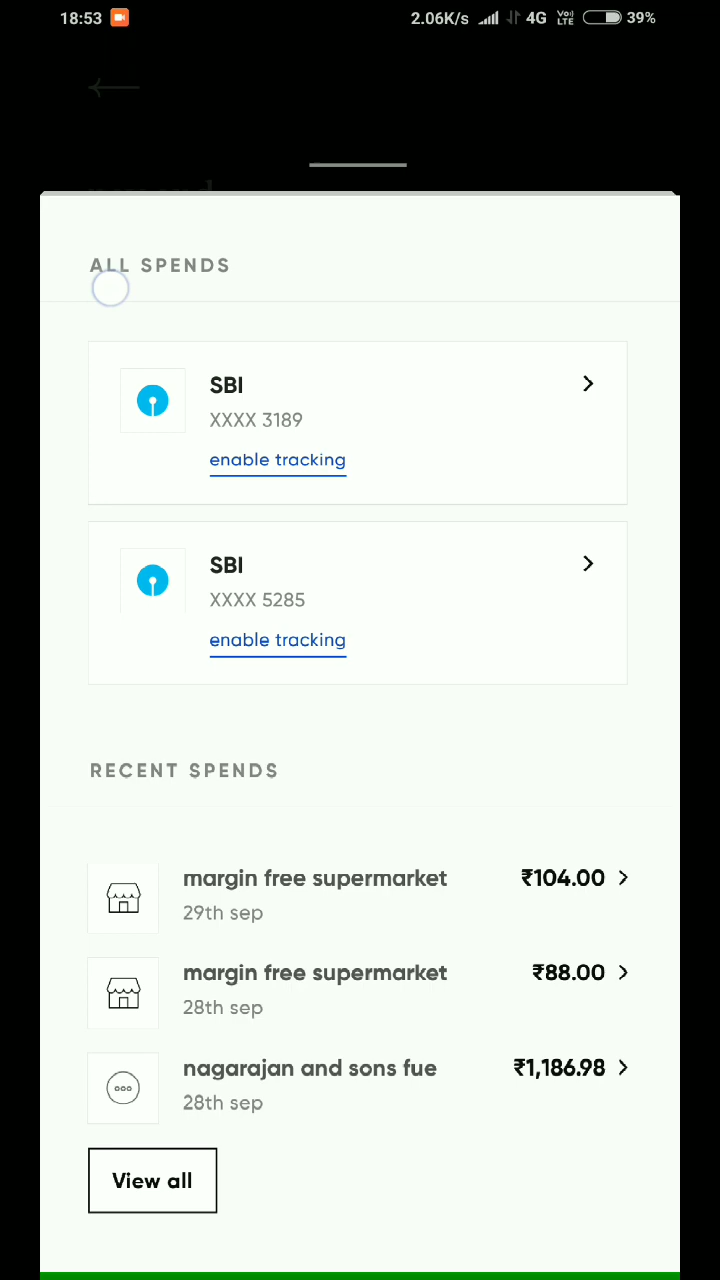 18:53
2.06K/s 4G Vo) LTE 39%
ALL SPENDS
SBI
XXXX 3189
enable tracking
SBI
XXXX 5285
enable tracking
RECENT SPENDS
margin free supermarket ₹104.00
29th sep
margin free supermarket ₹88.00
28th sep
nagarajan and sons fue ₹1,186.98
28th sep
View all